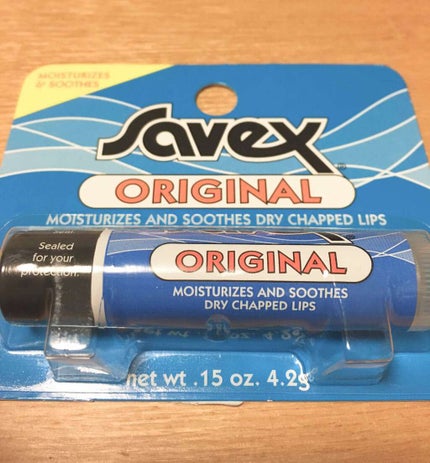 MOISTURIZES
& SOOTHES
Savex
ORIGINAL
MOISTURIZES AND SOOTHES DRY CHAPPED LIPS
Sealed
for your
protection.
ORIGINAL
MOISTURIZES AND SOOTHES
DRY CHAPPED LIPS
net wt .15 oz. 4.2g